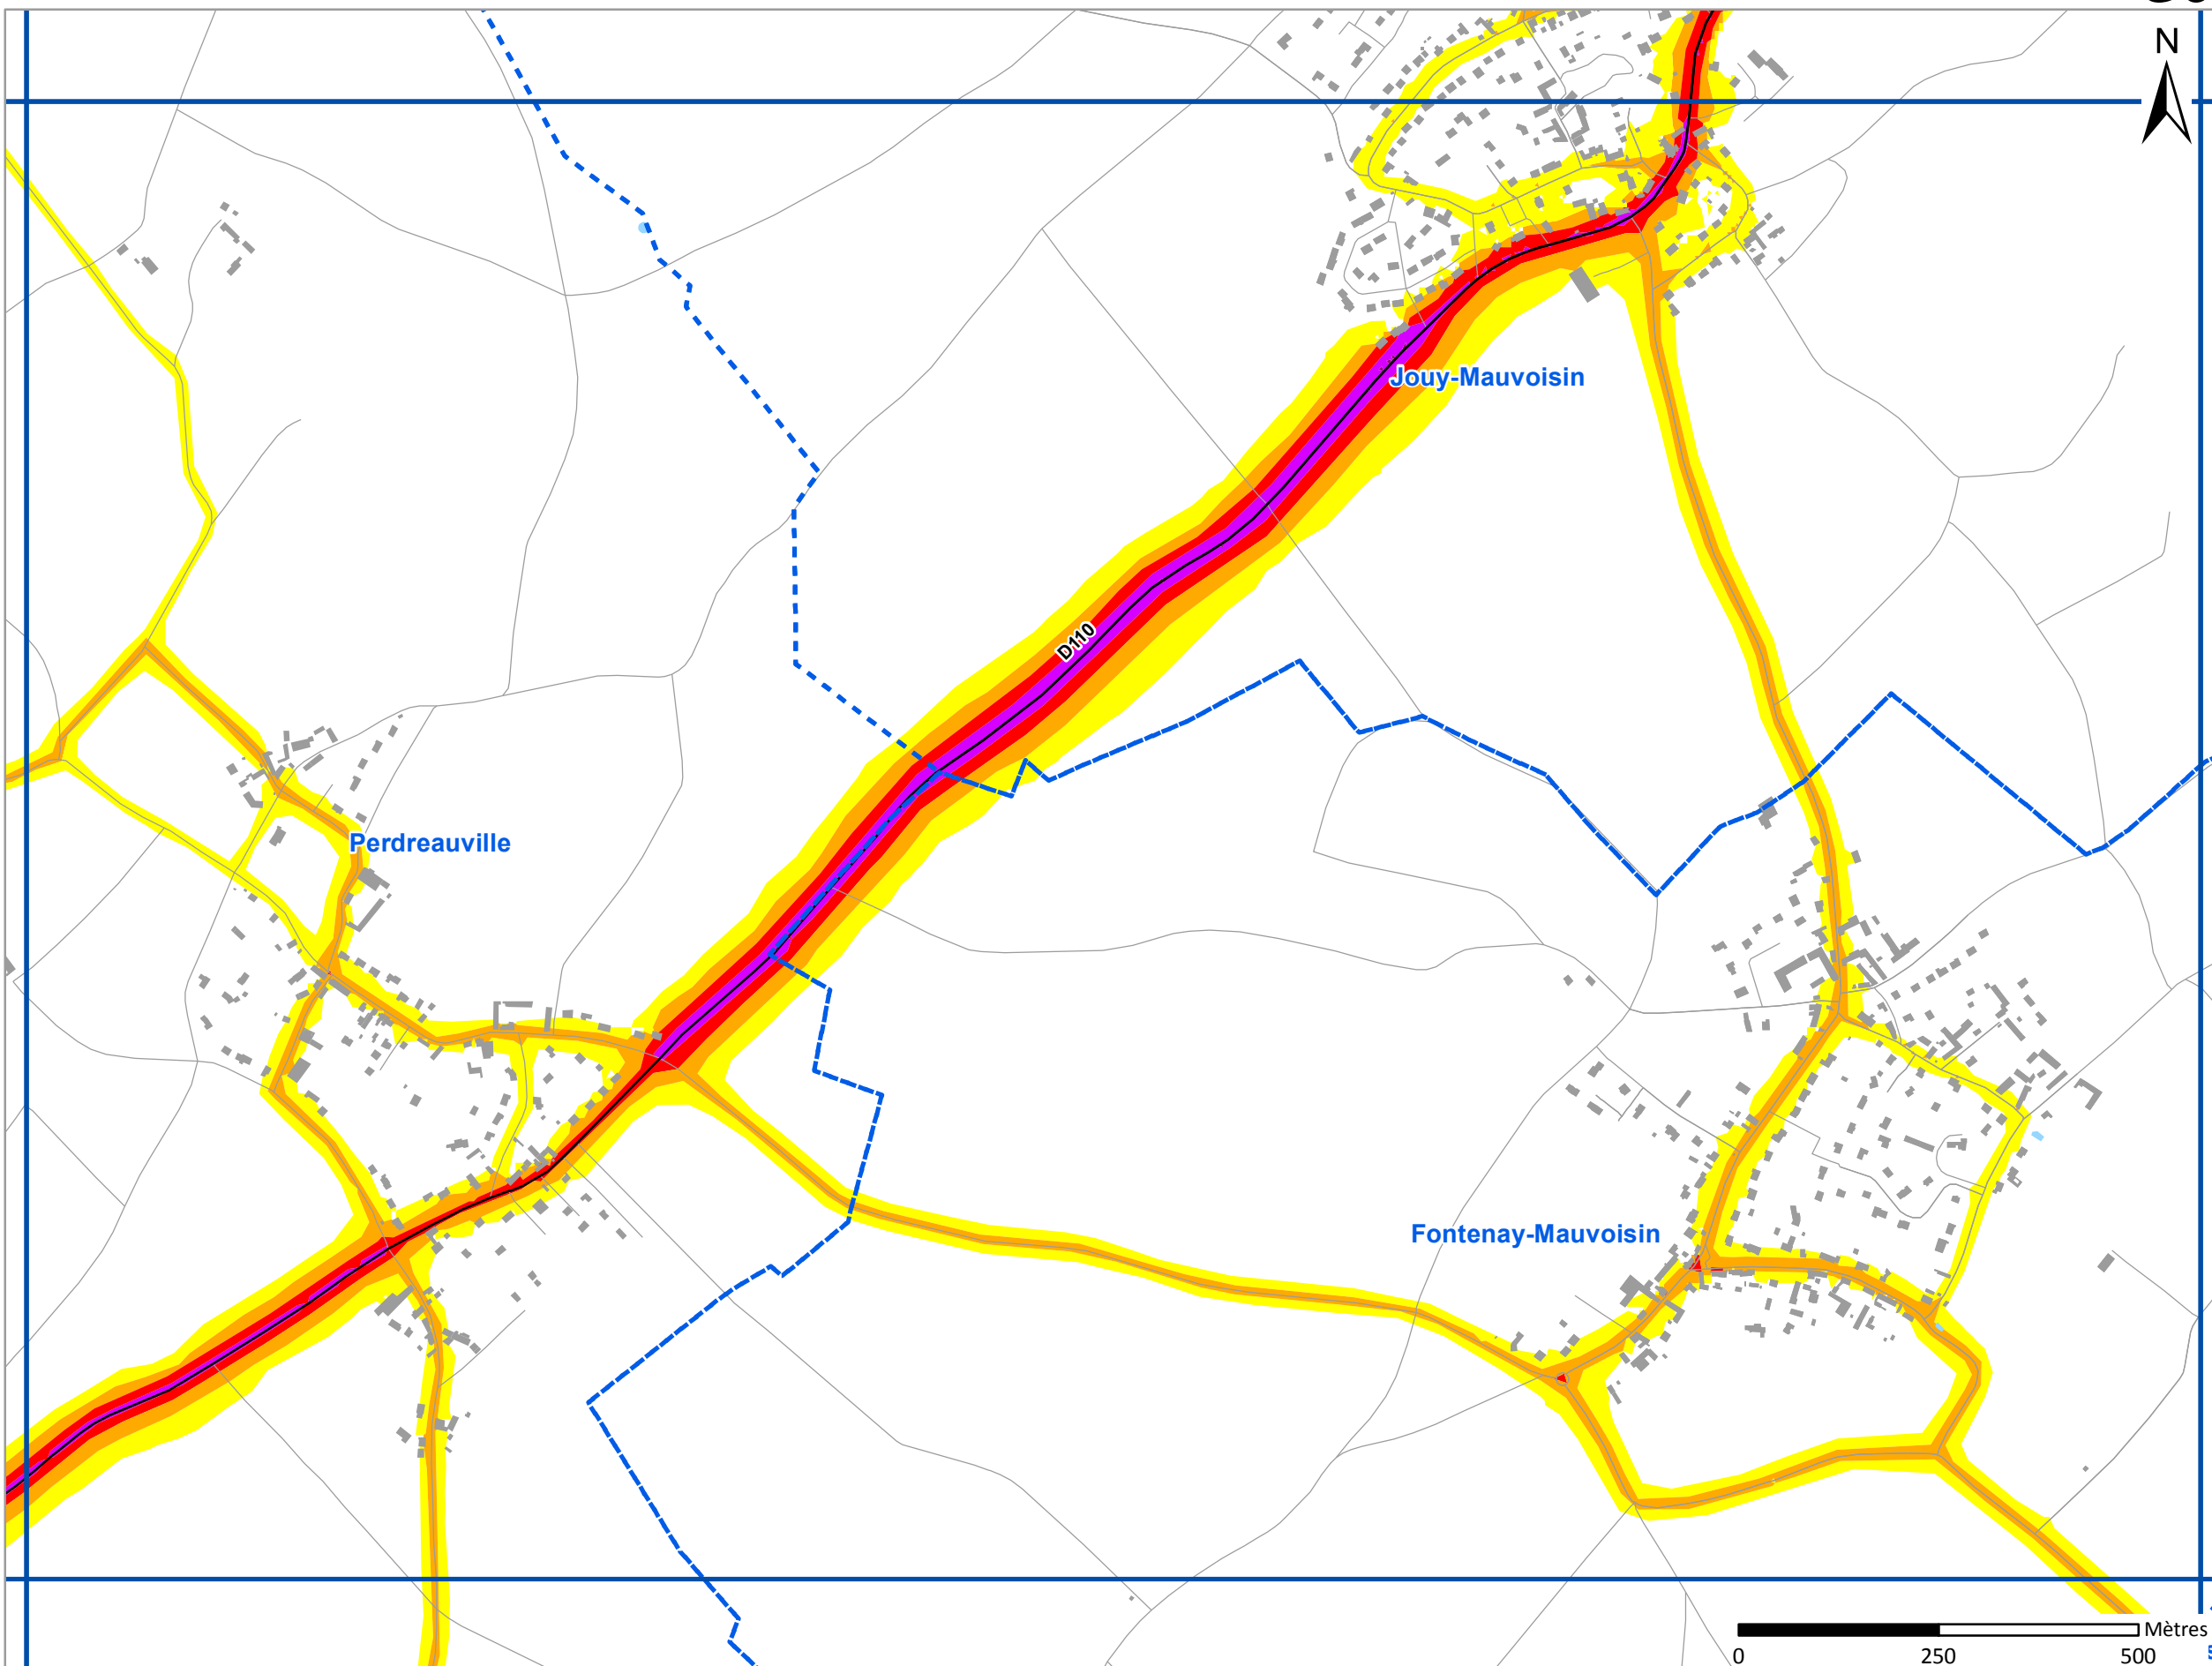 N
Jouy-Mauvoisin
D110
Perdreauville
Fontenay-Mauvoisin
Mètres
0 250 500